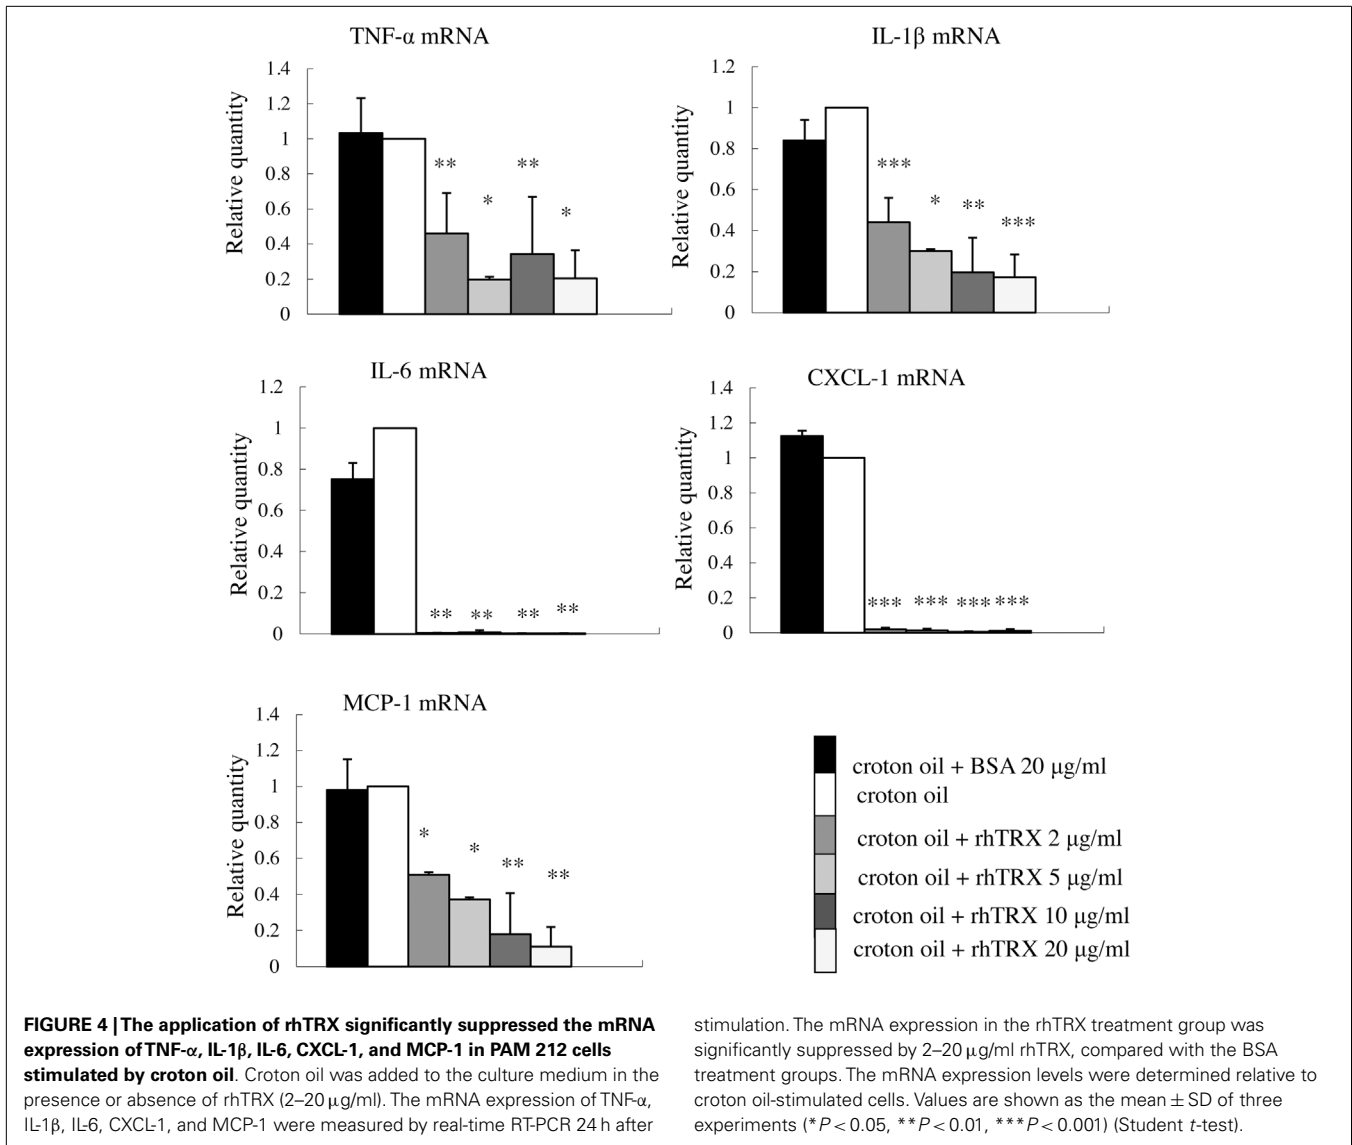 TNF-α mRNA
Relative quantity
1.4
1.2
1
0.8
0.6
0.4
0.2
0
**
*
**
*
IL-1β mRNA
Relative quantity
1.2
1
0.8
0.6
0.4
0.2
0
***
*
**
***
IL-6 mRNA
Relative quantity
1.2
1
0.8
0.6
0.4
0.2
0
**
**
**
**
CXCL-1 mRNA
Relative quantity
1.4
1.2
1
0.8
0.6
0.4
0.2
0
***
***
***
***
MCP-1 mRNA
Relative quantity
1.4
1.2
1
0.8
0.6
0.4
0.2
0
*
*
**
**
croton oil + BSA 20 μg/ml
croton oil
croton oil + rhTRX 2 μg/ml
croton oil + rhTRX 5 μg/ml
croton oil + rhTRX 10 μg/ml
croton oil + rhTRX 20 μg/ml
FIGURE 4 | The application of rhTRX significantly suppressed the mRNA
expression of TNF-α, IL-1β, IL-6, CXCL-1, and MCP-1 in PAM 212 cells
stimulated by croton oil. Croton oil was added to the culture medium in the
presence or absence of rhTRX (2–20 μg/ml). The mRNA expression of TNF-α,
IL-1β, IL-6, CXCL-1, and MCP-1 were measured by real-time RT-PCR 24 h after
stimulation. The mRNA expression in the rhTRX treatment group was
significantly suppressed by 2–20 μg/ml rhTRX, compared with the BSA
treatment groups. The mRNA expression levels were determined relative to
croton oil-stimulated cells. Values are shown as the mean ± SD of three
experiments (*P < 0.05, **P < 0.01, ***P < 0.001) (Student t-test).